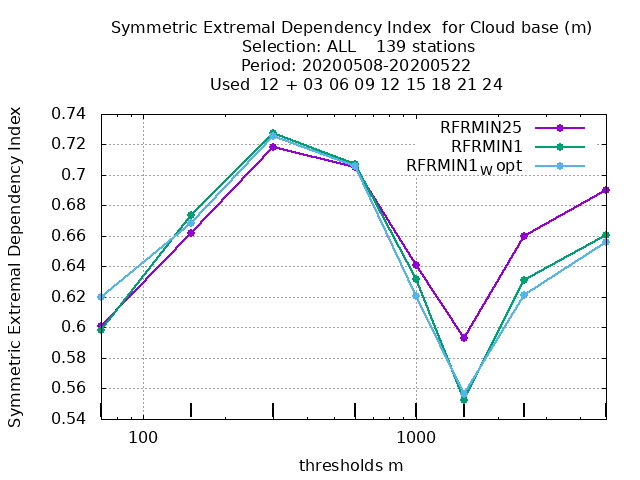 Symmetric Extremal Dependency Index  for Cloud base (m)
Selection: ALL    139 stations
Period: 20200508-20200522
Used  12 + 03 06 09 12 15 18 21 24
Symmetric Extremal Dependency Index
0.74
0.72
0.7
0.68
0.66
0.64
0.62
0.6
0.58
0.56
0.54
RFRMIN25
RFRMIN1
RFRMIN1W opt
100
1000
thresholds m